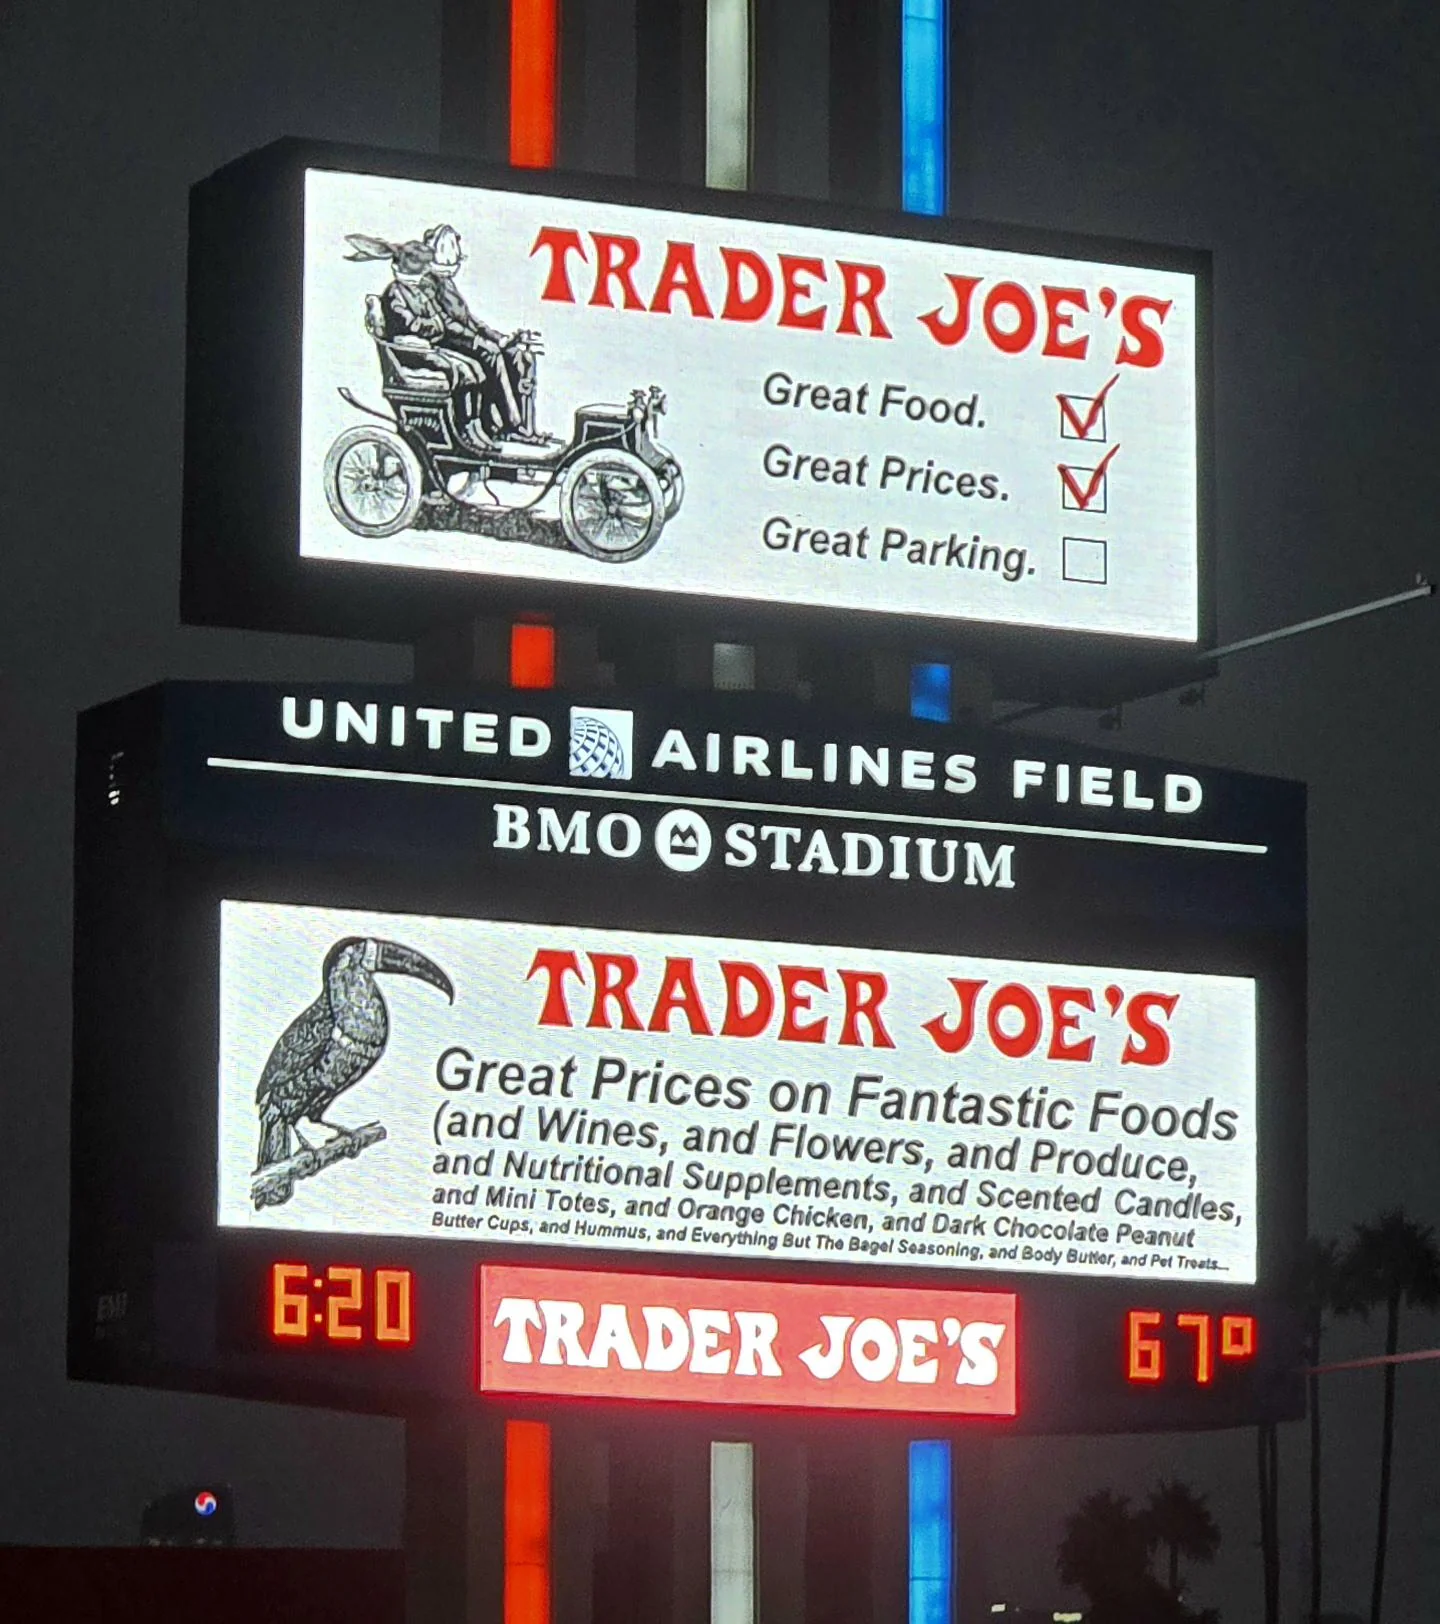 TRADER JOE'S
Great Food.
Great Prices.
Great Parking.
UNITED AIRLINES FIELD
BMO STADIUM
TRADER JOE'S
Great Prices on Fantastic Foods
(and Wines, and Flowers, and Produce,
and Nutritional Supplements, and Scented Candles,
and Mini Totes, and Orange Chicken, and Dark Chocolate Peanut
Butter Cups, and Hummus, and Everything But The Bagel Seasoning, and Body Butter, and Pet Treats...
6:20
TRADER JOE'S
67°